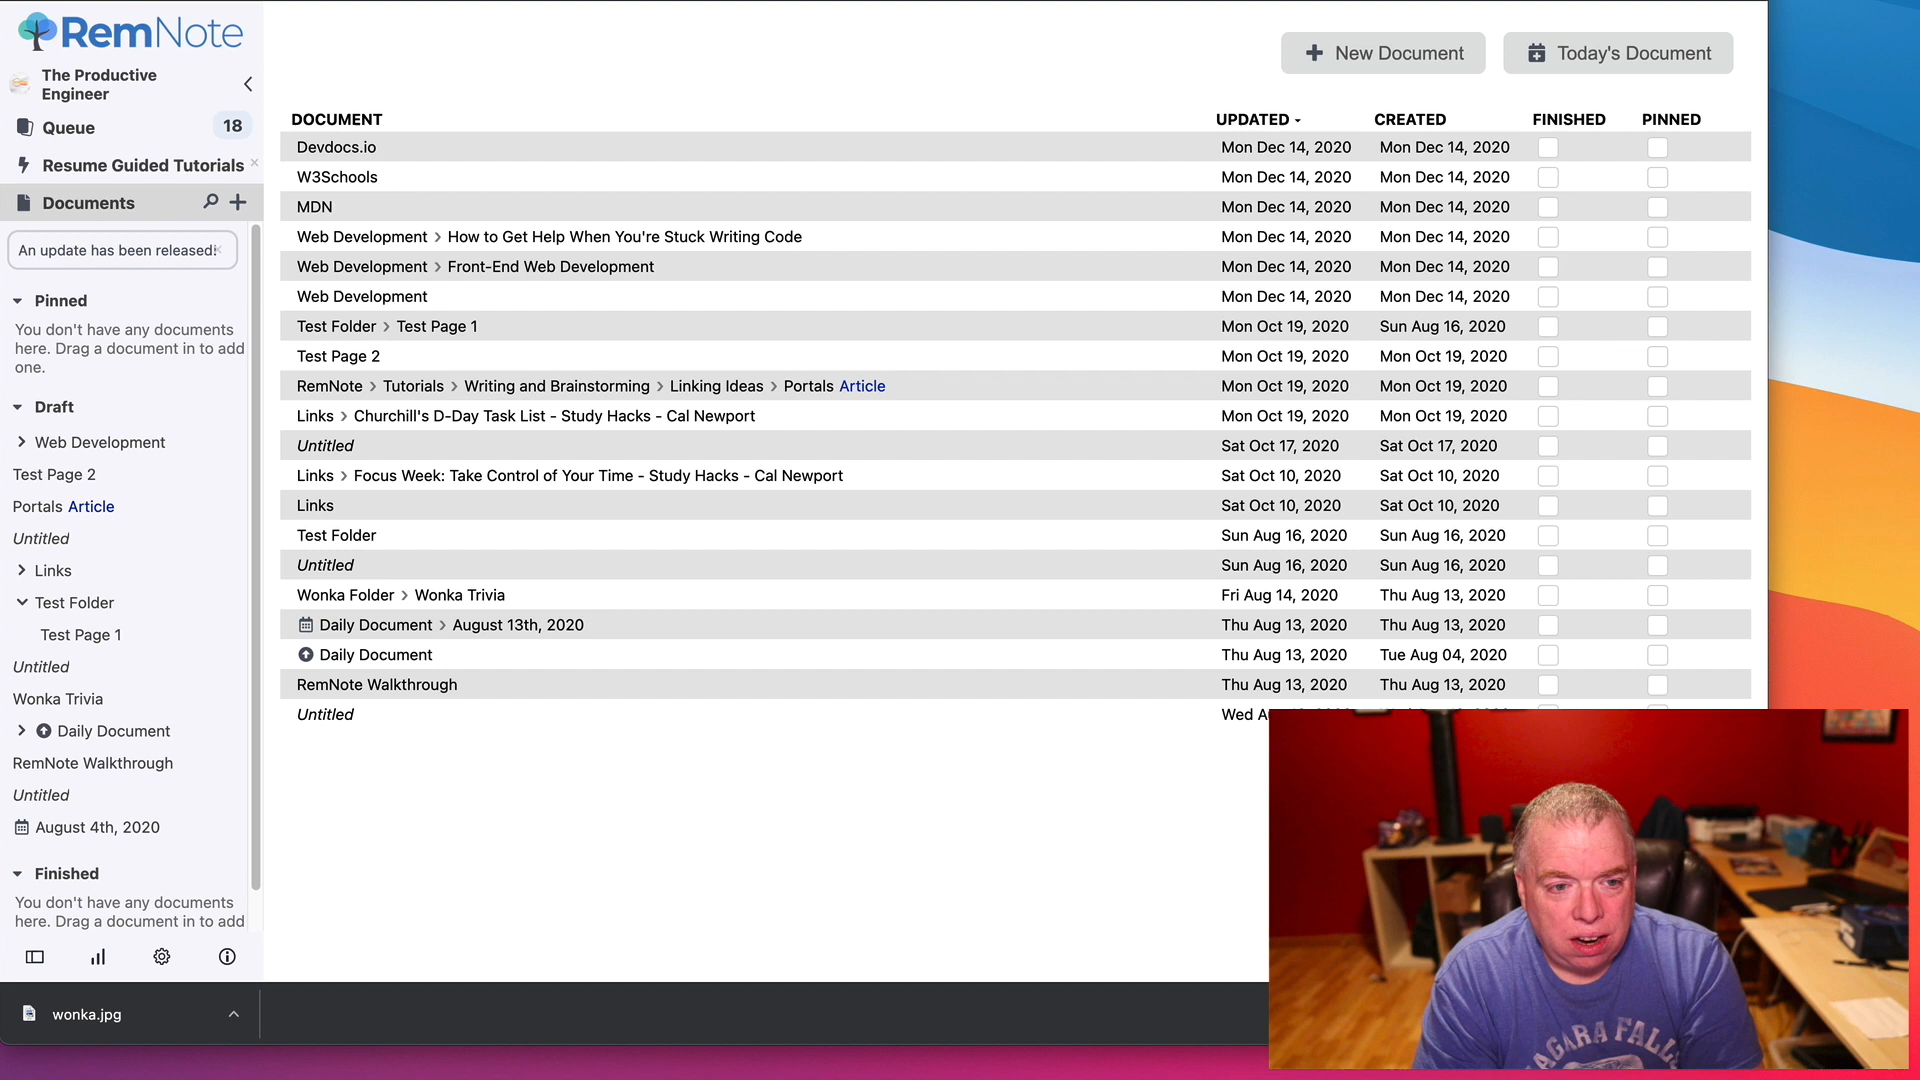 RemNote
The Productive
Engineer
Queue 18
Resume Guided Tutorials
Documents
An update has been released!
Pinned
You don't have any documents
here. Drag a document in to add
one.
Draft
Web Development
Test Page 2
Portals Article
Untitled
Links
Test Folder
Test Page 1
Untitled
Wonka Trivia
Daily Document
RemNote Walkthrough
Untitled
August 4th, 2020
Finished
You don't have any documents
here. Drag a document in to add
wonka.jpg
New Document Today's Document
DOCUMENT UPDATED CREATED FINISHED PINNED
Devdocs.io Mon Dec 14, 2020 Mon Dec 14, 2020
W3Schools Mon Dec 14, 2020 Mon Dec 14, 2020
MDN Mon Dec 14, 2020 Mon Dec 14, 2020
Web Development > How to Get Help When You're Stuck Writing Code Mon Dec 14, 2020 Mon Dec 14, 2020
Web Development > Front-End Web Development Mon Dec 14, 2020 Mon Dec 14, 2020
Web Development Mon Dec 14, 2020 Mon Dec 14, 2020
Test Folder > Test Page 1 Mon Oct 19, 2020 Sun Aug 16, 2020
Test Page 2 Mon Oct 19, 2020 Mon Oct 19, 2020
RemNote > Tutorials > Writing and Brainstorming > Linking Ideas > Portals Article Mon Oct 19, 2020 Mon Oct 19, 2020
Links > Churchill's D-Day Task List - Study Hacks - Cal Newport Mon Oct 19, 2020 Mon Oct 19, 2020
Untitled Sat Oct 17, 2020 Sat Oct 17, 2020
Links > Focus Week: Take Control of Your Time - Study Hacks - Cal Newport Sat Oct 10, 2020 Sat Oct 10, 2020
Links Sat Oct 10, 2020 Sat Oct 10, 2020
Test Folder Sun Aug 16, 2020 Sun Aug 16, 2020
Untitled Sun Aug 16, 2020 Sun Aug 16, 2020
Wonka Folder > Wonka Trivia Fri Aug 14, 2020 Thu Aug 13, 2020
Daily Document > August 13th, 2020 Thu Aug 13, 2020 Thu Aug 13, 2020
Daily Document Thu Aug 13, 2020 Tue Aug 04, 2020
RemNote Walkthrough Thu Aug 13, 2020 Thu Aug 13, 2020
Untitled Wed
AGARA FALL